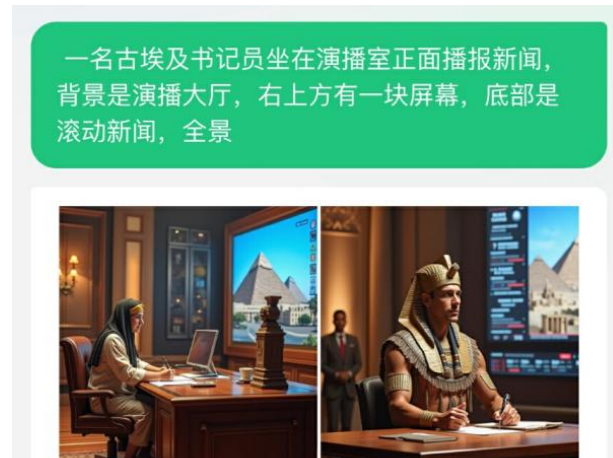 一名古埃及书记员坐在演播室正面播报新闻，
背景是演播大厅，右上方有一块屏幕，底部是
滚动新闻，全景